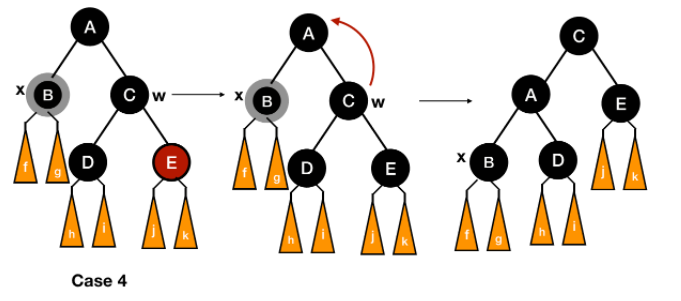 A
x B C w
D E
f g
h i j k
A
x B C w
D E
f g
h i j k
C
A E
x B D
j k
f g h i
Case 4